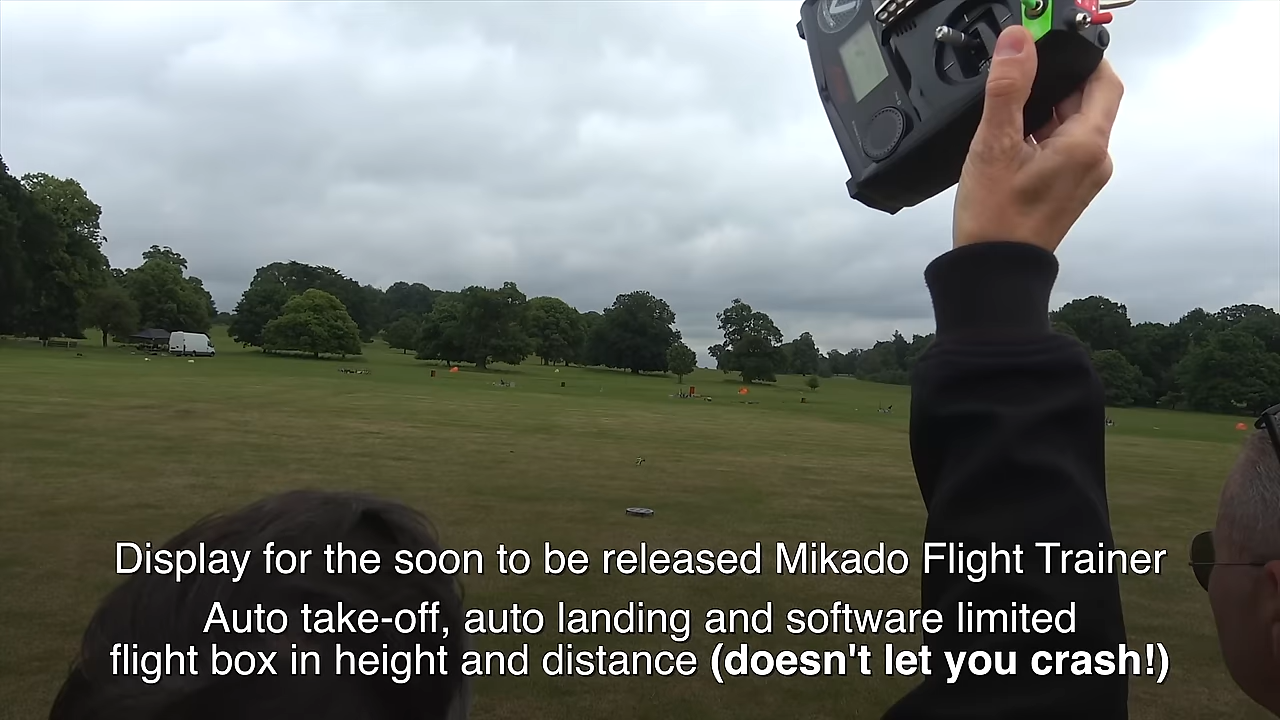 Display for the soon to be released Mikado Flight Trainer
Auto take-off, auto landing and software limited
flight box in height and distance (doesn't let you crash!)